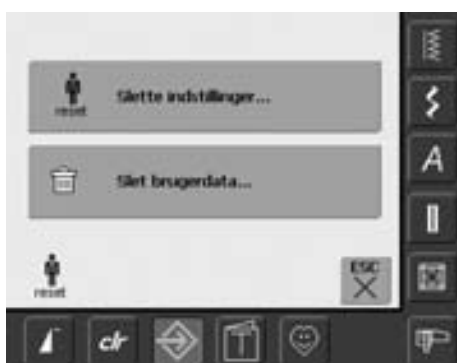 reset
Slette indstillinger...
Slet brugerdata...
reset
ESC
A
clr